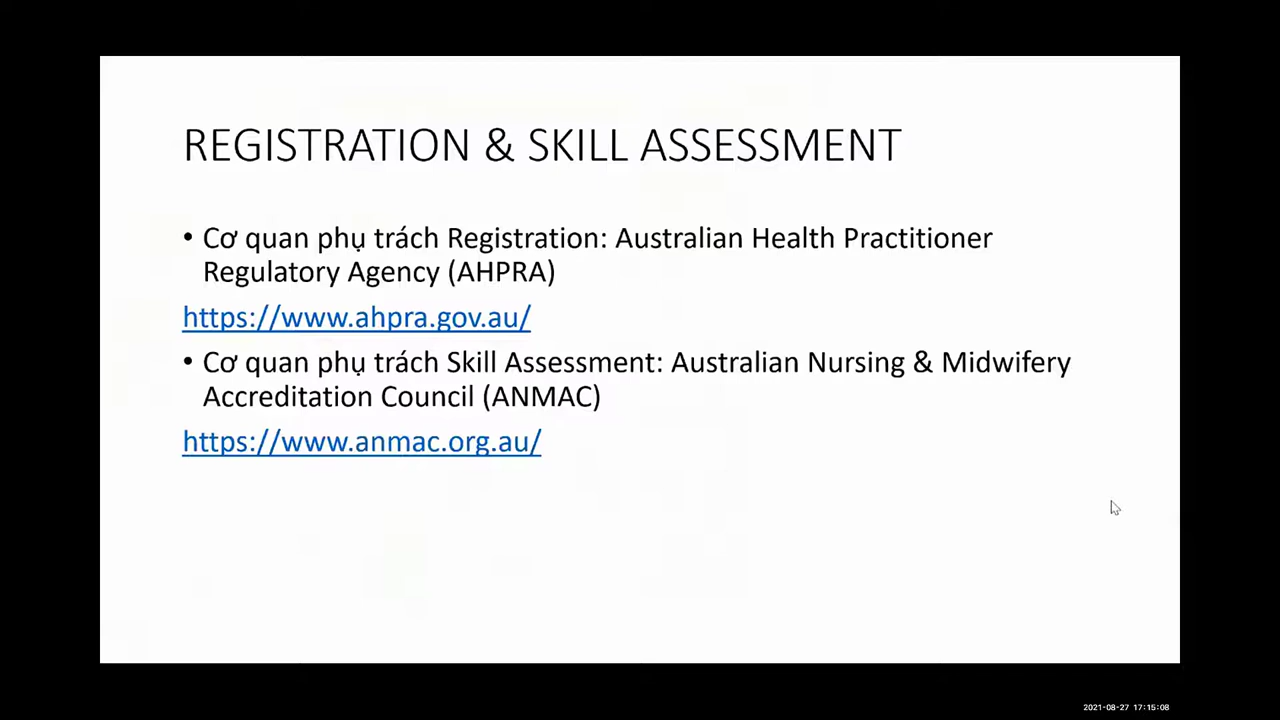 REGISTRATION & SKILL ASSESSMENT
• Cơ quan phụ trách Registration: Australian Health Practitioner
Regulatory Agency (AHPRA)
https://www.ahpra.gov.au/
• Cơ quan phụ trách Skill Assessment: Australian Nursing & Midwifery
Accreditation Council (ANMAC)
https://www.anmac.org.au/
2021-08-27 17:15:08